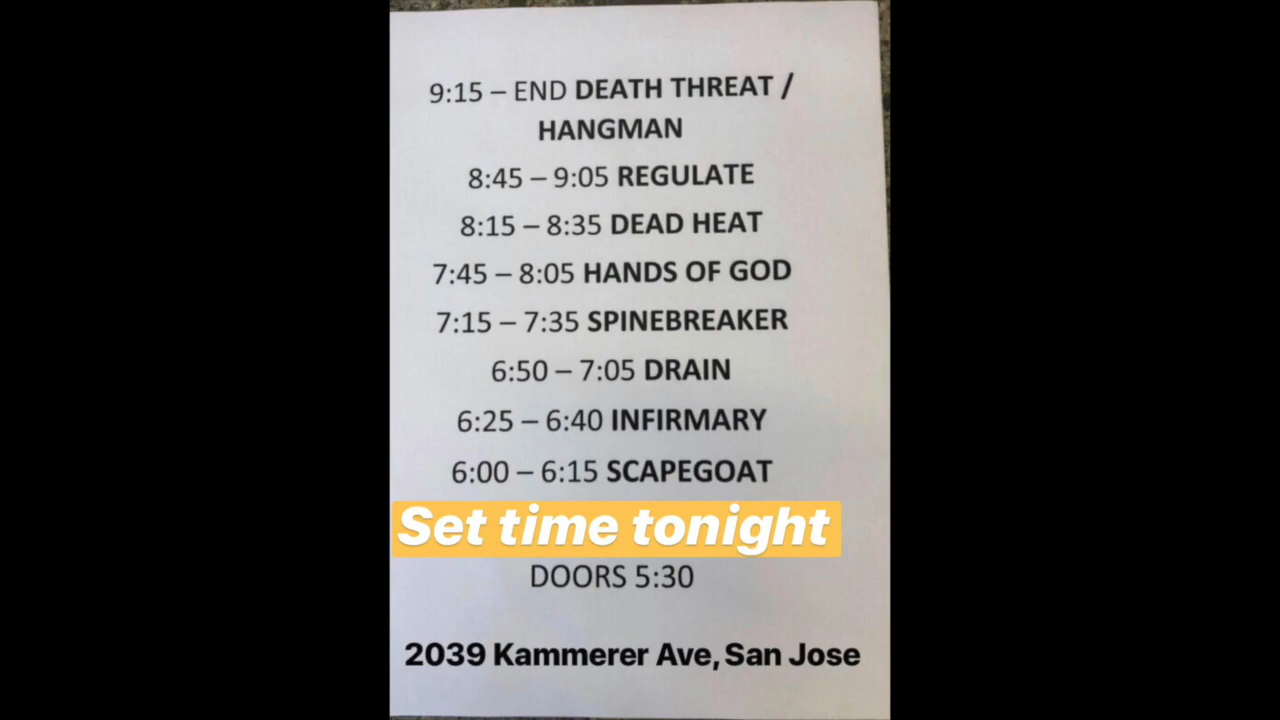 9:15 – END DEATH THREAT /
HANGMAN
8:45 – 9:05 REGULATE
8:15 – 8:35 DEAD HEAT
7:45 – 8:05 HANDS OF GOD
7:15 – 7:35 SPINEBREAKER
6:50 – 7:05 DRAIN
6:25 – 6:40 INFIRMARY
6:00 – 6:15 SCAPEGOAT
Set time tonight
DOORS 5:30
2039 Kammerer Ave, San Jose